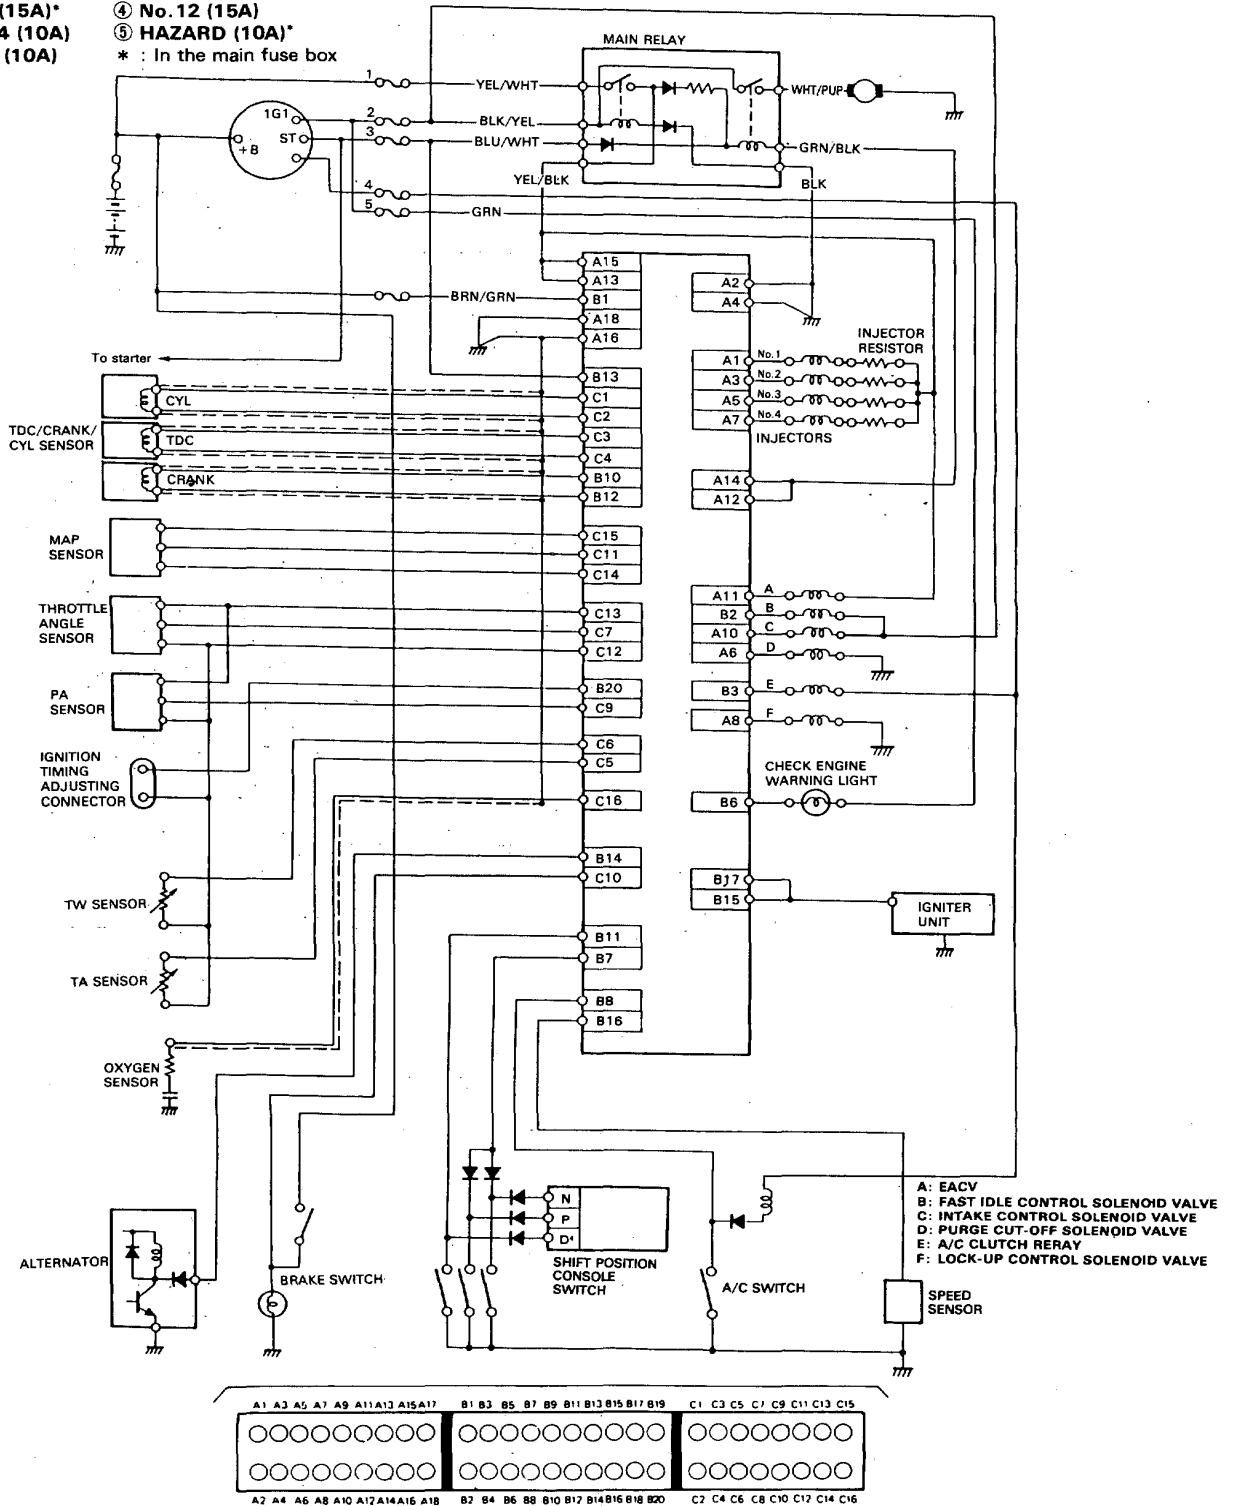 (15A)*
4 (10A)
(10A)
④ No.12 (15A)
⑤ HAZARD (10A)*
* : In the main fuse box
MAIN RELAY
1
YEL/WHT
WHT/PUP
1G1
2
BLK/YEL
ST
3
BLU/WHT
GRN/BLK
+B
YEL/BLK
BLK
4
5
GRN
A15
A13
B1
A18
A16
BRN/GRN
A2
A4
To starter
INJECTOR
RESISTOR
B13
C1
C2
C3
C4
B10
B12
A1 No.1
A3 No.2
A5 No.3
A7 No.4
INJECTORS
CYL
TDC/CRANK/
CYL SENSOR
TDC
CRANK
A14
A12
MAP
SENSOR
C15
C11
C14
THROTTLE
ANGLE
SENSOR
C13
C7
C12
A11 A
B2 B
A10 C
A6 D
PA
SENSOR
B20
C9
B3 E
A8 F
IGNITION
TIMING
ADJUSTING
CONNECTOR
C6
C5
CHECK ENGINE
WARNING LIGHT
C16
B6
B14
C10
B17
B15
IGNITER
UNIT
TW SENSOR
TA SENSOR
B11
B7
B8
B16
OXYGEN
SENSOR
N
P
D4
SHIFT POSITION
CONSOLE
SWITCH
A: EACV
B: FAST IDLE CONTROL SOLENOID VALVE
C: INTAKE CONTROL SOLENOID VALVE
D: PURGE CUT-OFF SOLENOID VALVE
E: A/C CLUTCH RERAY
F: LOCK-UP CONTROL SOLENOID VALVE
ALTERNATOR
BRAKE SWITCH
A/C SWITCH
SPEED
SENSOR
A1 A3 A5 A7 A9 A11 A13 A15 A17 B1 B3 B5 B7 B9 B11 B13 B15 B17 B19 C1 C3 C5 C7 C9 C11 C13 C15
A2 A4 A6 A8 A10 A12 A14 A16 A18 B2 B4 B6 B8 B10 B12 B14 B16 B18 B20 C2 C4 C6 C8 C10 C12 C14 C16